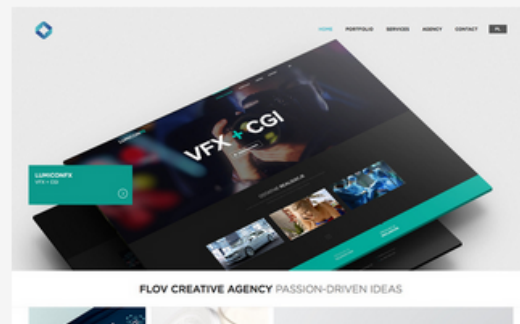 HOME PORTFOLIO SERVICES AGENCY CONTACT PL
VFX + CGI
LUMICONFX
VFX + CGI
FLOV CREATIVE AGENCY PASSION-DRIVEN IDEAS